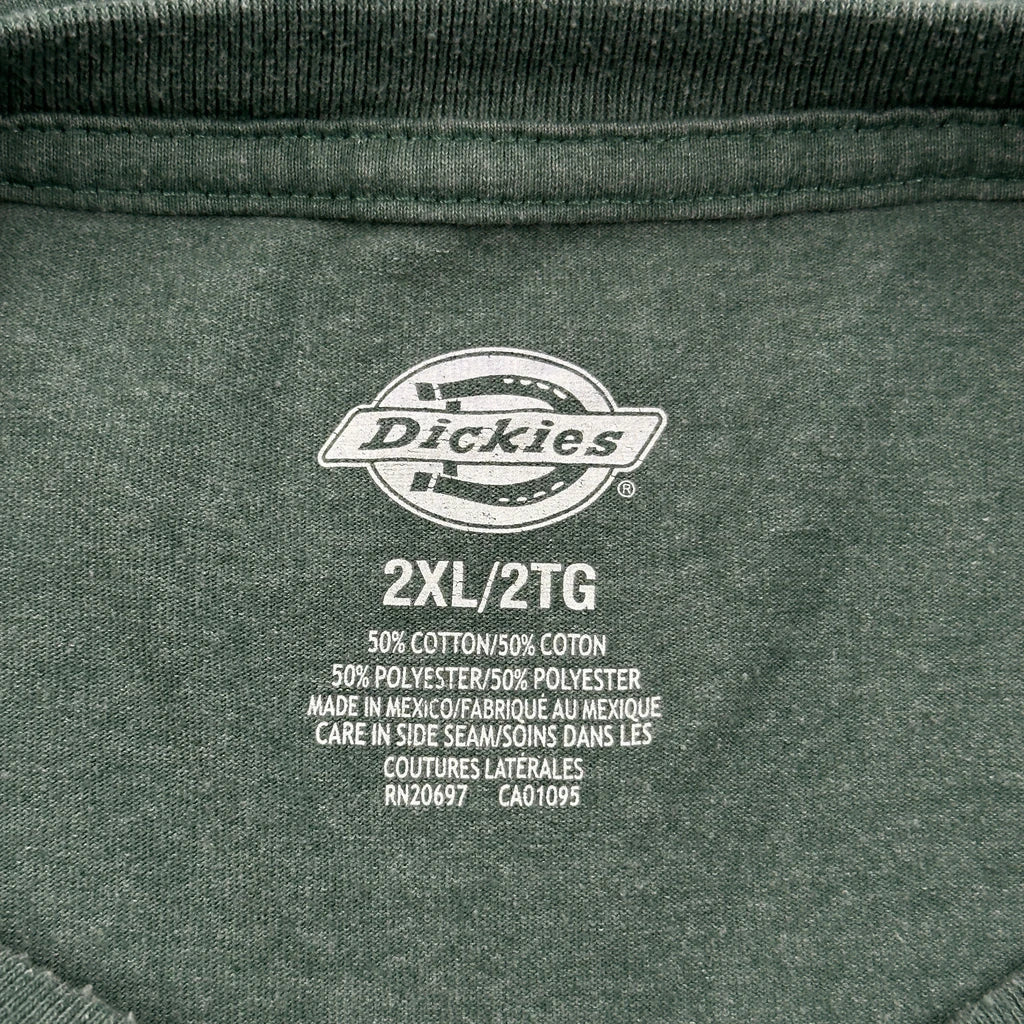 Dickies
®
2XL/2TG
50% COTTON/50% COTON
50% POLYESTER/50% POLYESTER
MADE IN MEXICO/FABRIQUÉ AU MEXIQUE
CARE IN SIDE SEAM/SOINS DANS LES
COUTURES LATÉRALES
RN20697 CA01095